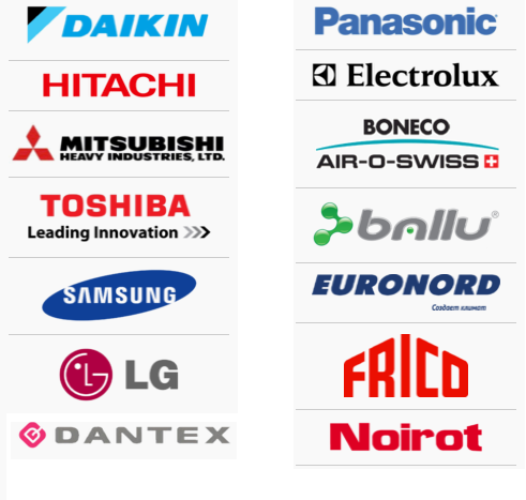 DAIKIN
HITACHI
MITSUBISHI
HEAVY INDUSTRIES, LTD.
TOSHIBA
Leading Innovation >>>
SAMSUNG
LG
DANTEX
Panasonic
Electrolux
BONECO
AIR-O-SWISS
ballu®
EURONORD
Создает климат
FRICO
Noirot